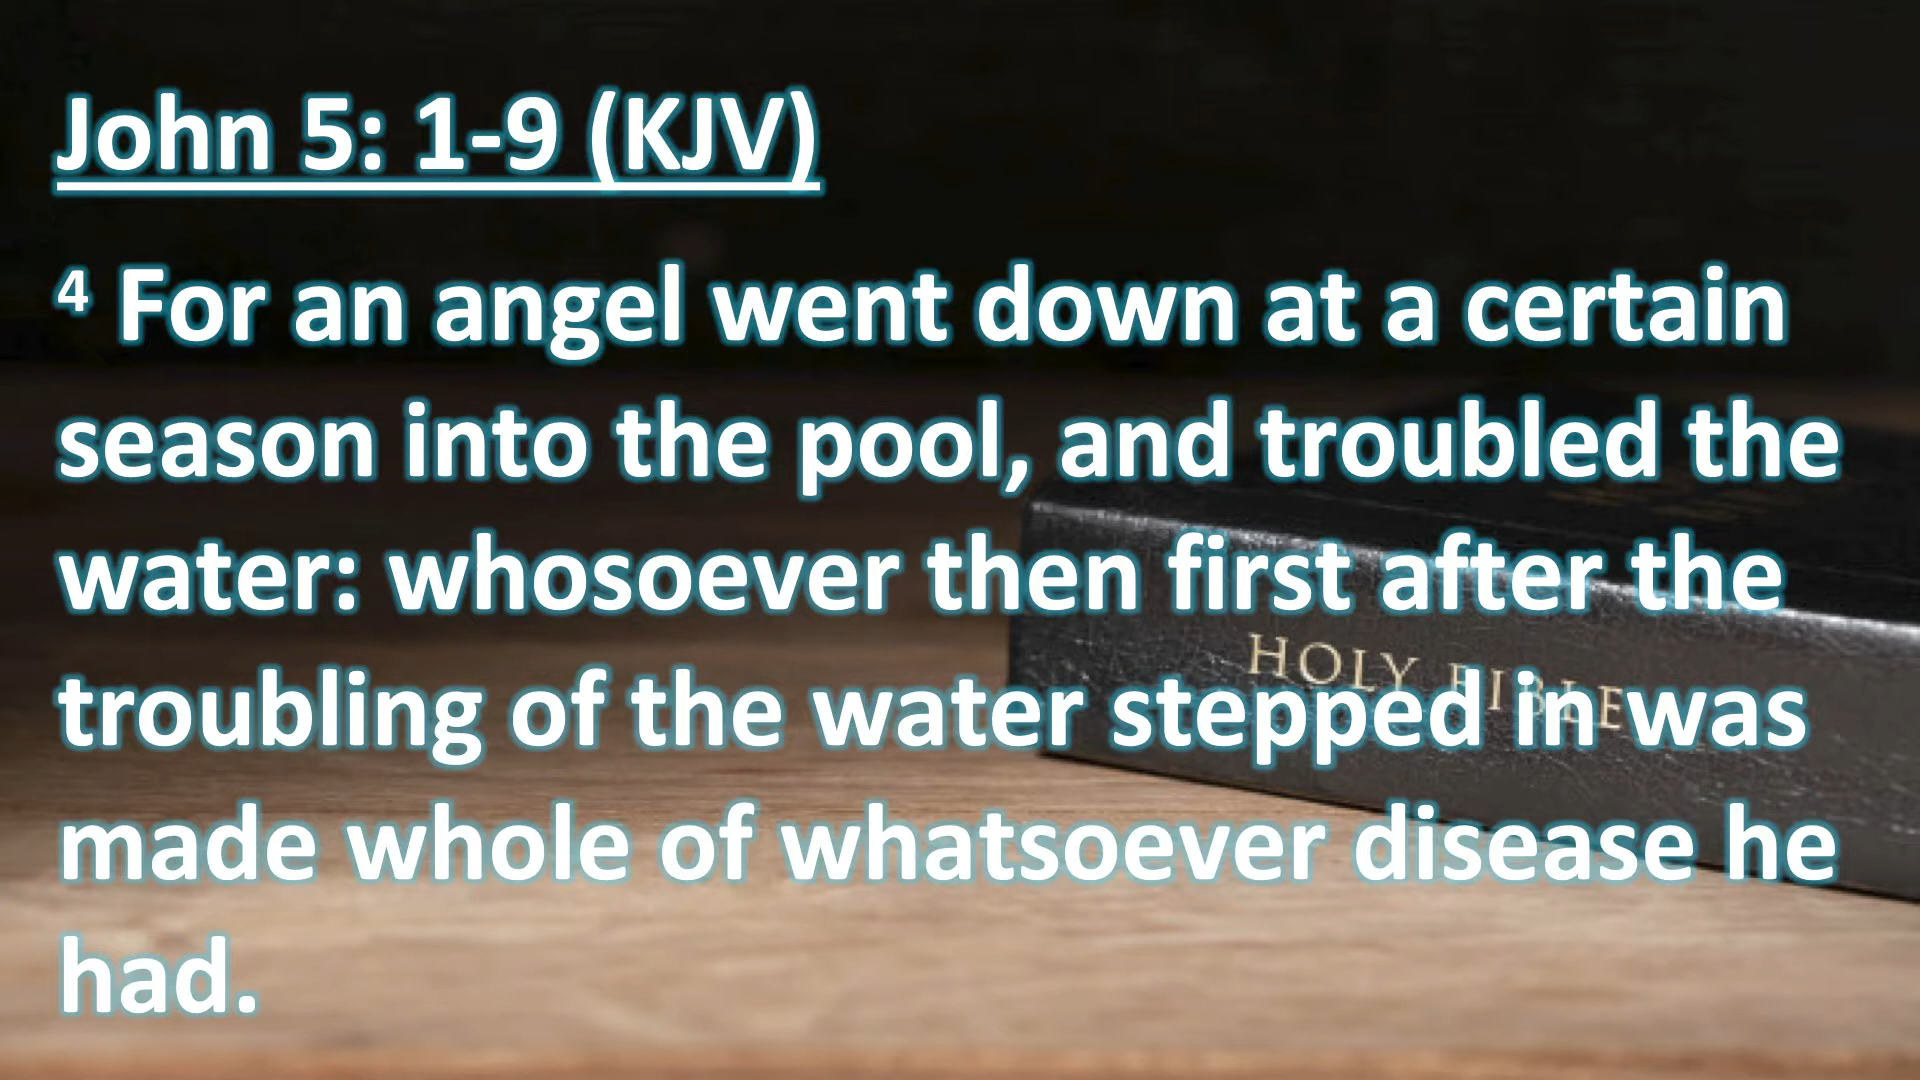 John 5: 1-9 (KJV)
4 For an angel went down at a certain
season into the pool, and troubled the
water: whosoever then first after the
troubling of the water stepped in was
made whole of whatsoever disease he
had.
HOLY BIBLE